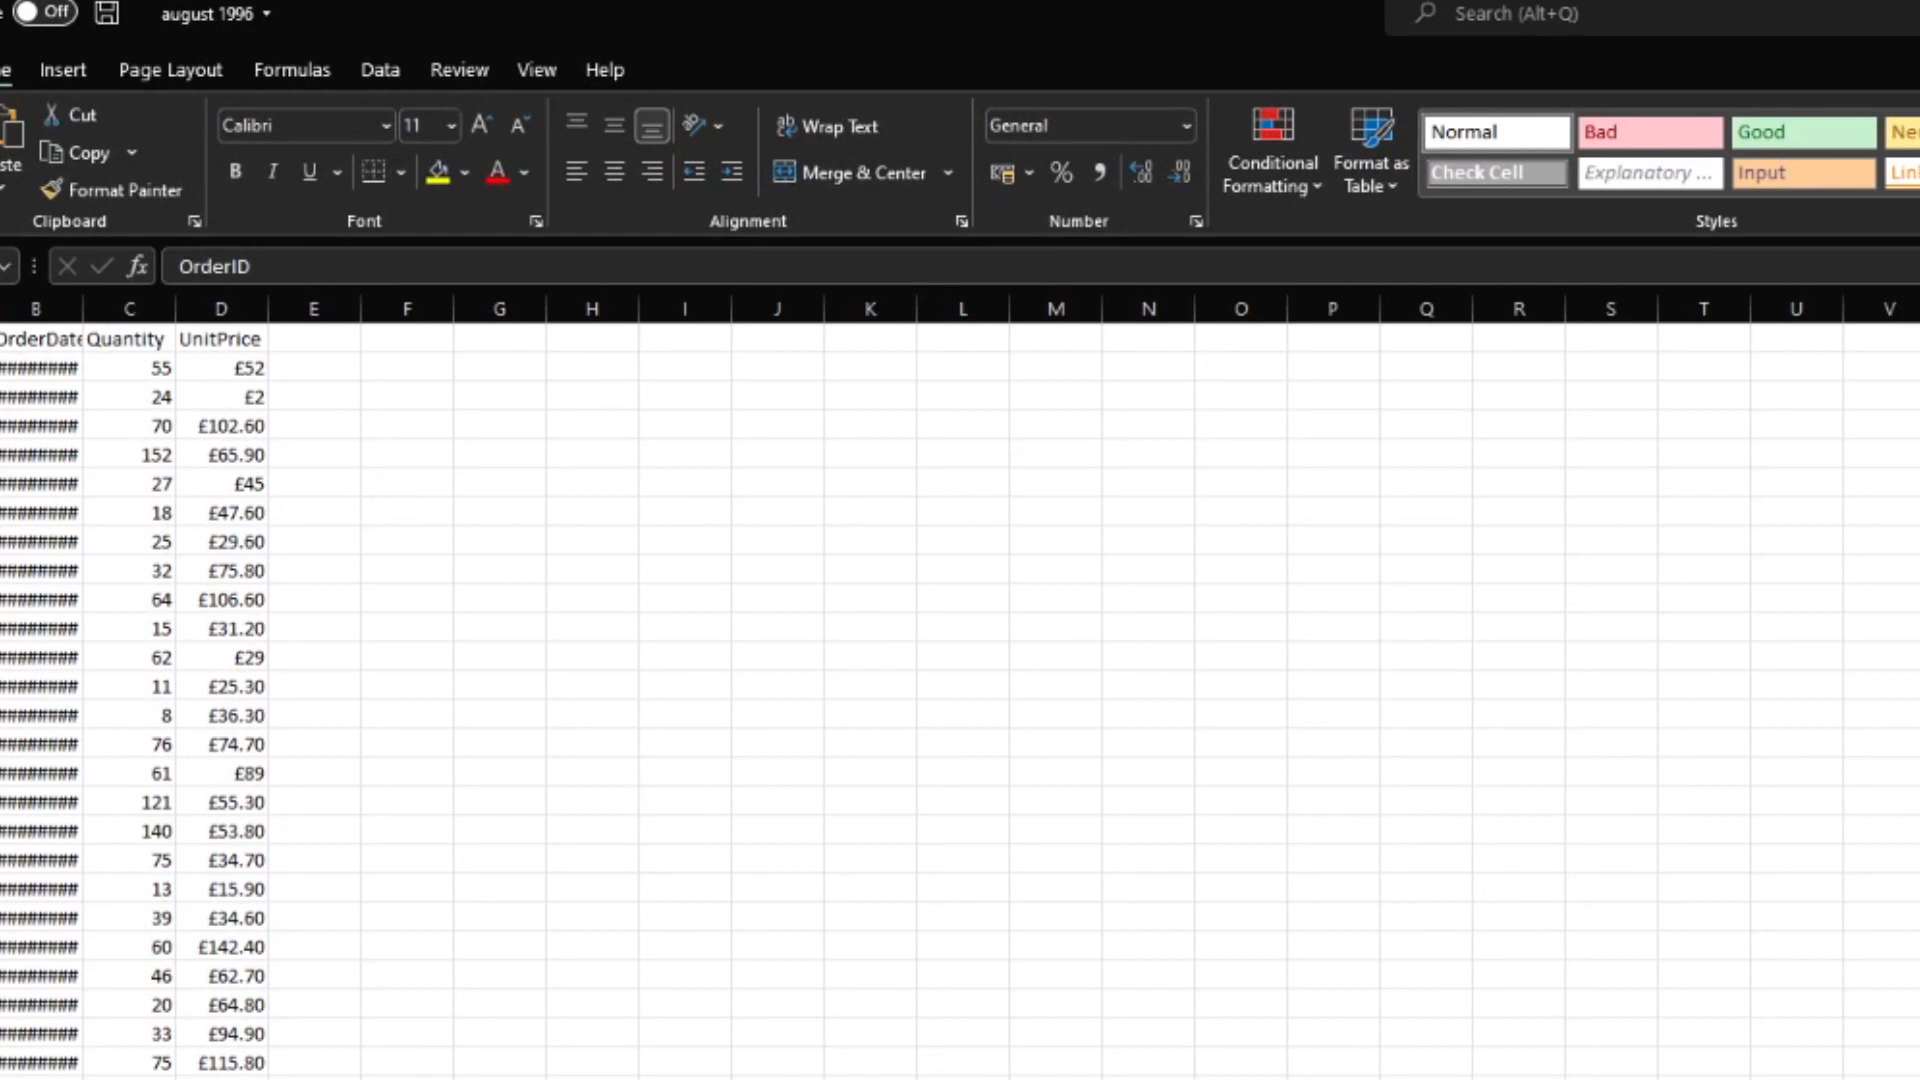 e Off august 1996 Search (Alt+Q)
e Insert Page Layout Formulas Data Review View Help
Cut
Copy
Format Painter
ste
Calibri 11 A A
B I U A
ab Wrap Text
Merge & Center
General
% 9
Conditional Formatting
Format as Table
Normal Bad Good Ne
Check Cell Explanatory ... Input Lin
Clipboard Font Alignment Number Styles
fx OrderID
B C D E F G H I J K L M N O P Q R S T U V
OrderDate Quantity UnitPrice
######## 55 £52
######## 24 £2
######## 70 £102.60
######## 152 £65.90
######## 27 £45
######## 18 £47.60
######## 25 £29.60
######## 32 £75.80
######## 64 £106.60
######## 15 £31.20
######## 62 £29
######## 11 £25.30
######## 8 £36.30
######## 76 £74.70
######## 61 £89
######## 121 £55.30
######## 140 £53.80
######## 75 £34.70
######## 13 £15.90
######## 39 £34.60
######## 60 £142.40
######## 46 £62.70
######## 20 £64.80
######## 33 £94.90
######## 75 £115.80